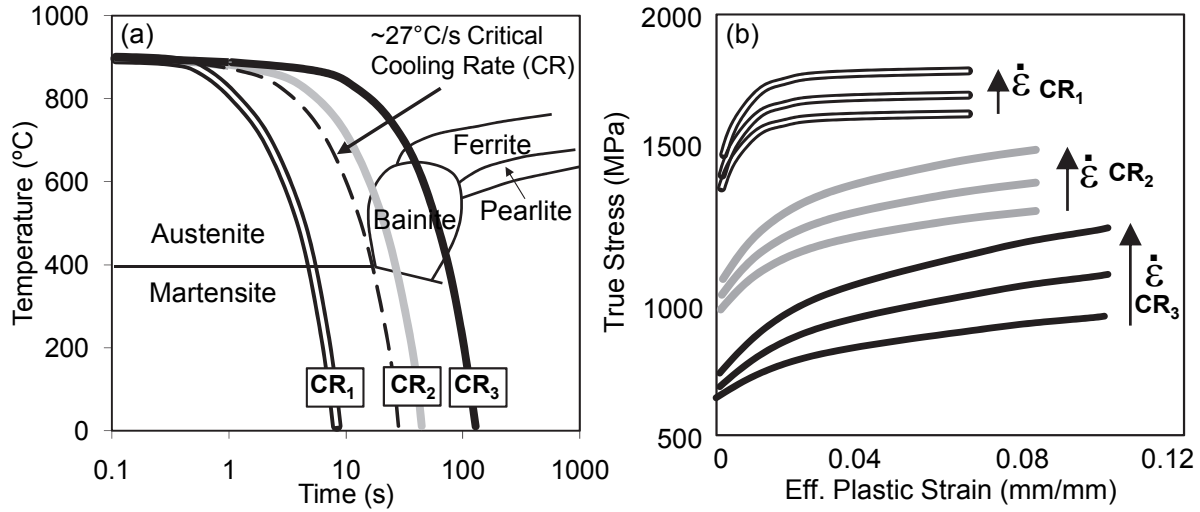 (a)
~27°C/s Critical
Cooling Rate (CR)
1000
800
600
400
200
0
Temperature (ºC)
Ferrite
Bainite
Pearlite
Austenite
Martensite
CR₁
CR₂
CR₃
0.1
1
10
100
1000
Time (s)
(b)
2000
1500
1000
500
True Stress (MPa)
ε̇ CR₁
ε̇ CR₂
ε̇
CR₃
0
0.04
0.08
0.12
Eff. Plastic Strain (mm/mm)